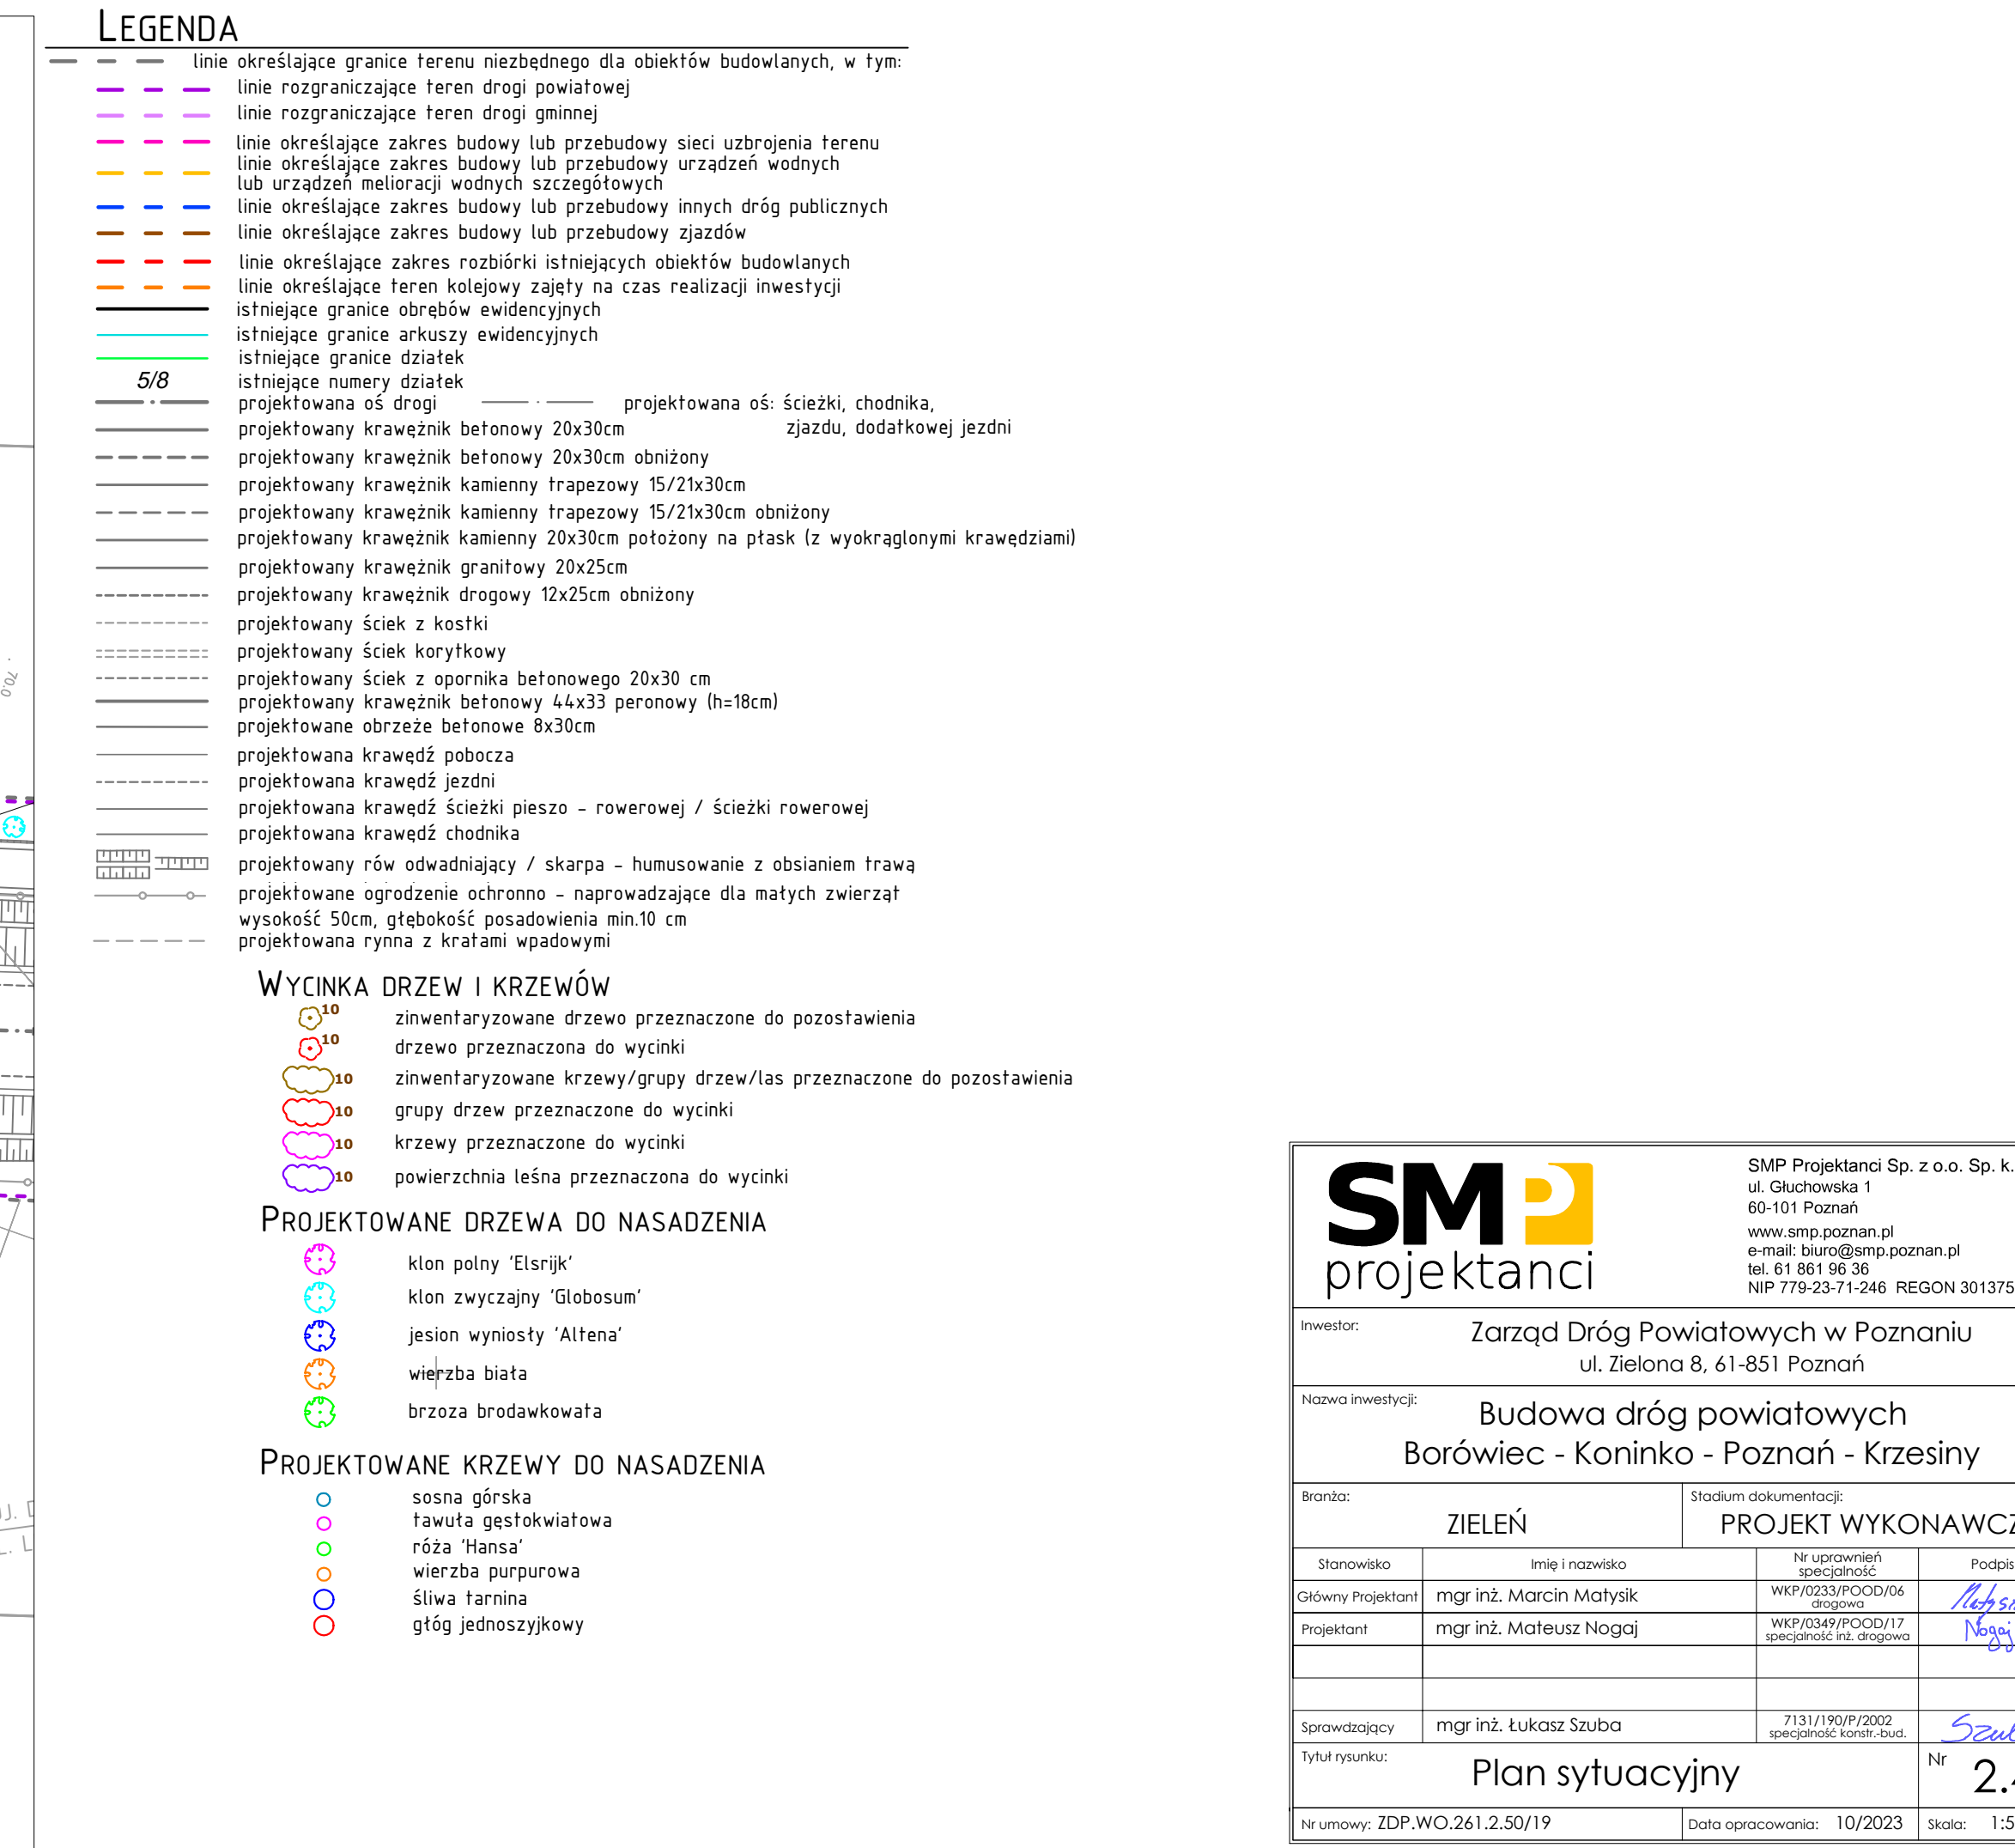 LEGENDA
linie określające granice terenu niezbędnego dla obiektów budowlanych, w tym:
linie rozgraniczające teren drogi powiatowej
linie rozgraniczające teren drogi gminnej
linie określające zakres budowy lub przebudowy sieci uzbrojenia terenu
linie określające zakres budowy lub przebudowy urządzeń wodnych
lub urządzeń melioracji wodnych szczegółowych
linie określające zakres budowy lub przebudowy innych dróg publicznych
linie określające zakres budowy lub przebudowy zjazdów
linie określające zakres rozbiórki istniejących obiektów budowlanych
linie określające teren kolejowy zajęty na czas realizacji inwestycji
istniejące granice obrębów ewidencyjnych
istniejące granice arkuszy ewidencyjnych
istniejące granice działek
5/8 istniejące numery działek
projektowana oś drogi projektowana oś: ścieżki, chodnika,
zjazdu, dodatkowej jezdni
projektowany krawężnik betonowy 20x30cm
projektowany krawężnik betonowy 20x30cm obniżony
projektowany krawężnik kamienny trapezowy 15/21x30cm
projektowany krawężnik kamienny trapezowy 15/21x30cm obniżony
projektowany krawężnik kamienny 20x30cm położony na płask (z wyokrąglonymi krawędziami)
projektowany krawężnik granitowy 20x25cm
projektowany krawężnik drogowy 12x25cm obniżony
projektowany ściek z kostki
projektowany ściek korytkowy
projektowany ściek z opornika betonowego 20x30 cm
projektowany krawężnik betonowy 44x33 peronowy (h=18cm)
projektowane obrzeże betonowe 8x30cm
projektowana krawędź pobocza
projektowana krawędź jezdni
projektowana krawędź ścieżki pieszo - rowerowej / ścieżki rowerowej
projektowana krawędź chodnika
projektowany rów odwadniający / skarpa - humusowanie z obsianiem trawą
projektowane ogrodzenie ochronno - naprowadzające dla małych zwierząt
wysokość 50cm, głębokość posadowienia min.10 cm
projektowana rynna z kratami wpadowymi
70.0
WYCINKA DRZEW I KRZEWÓW
10 zinwentaryzowane drzewo przeznaczone do pozostawienia
10 drzewo przeznaczona do wycinki
10 zinwentaryzowane krzewy/grupy drzew/las przeznaczone do pozostawienia
10 grupy drzew przeznaczone do wycinki
10 krzewy przeznaczone do wycinki
10 powierzchnia leśna przeznaczona do wycinki
PROJEKTOWANE DRZEWA DO NASADZENIA
klon polny 'Elsrijk'
klon zwyczajny 'Globosum'
jesion wyniosły 'Altena'
wierzba biała
brzoza brodawkowata
PROJEKTOWANE KRZEWY DO NASADZENIA
sosna górska
tawuła gęstokwiatowa
róża 'Hansa'
wierzba purpurowa
śliwa tarnina
głóg jednoszyjkowy
SMP
projektanci
SMP Projektanci Sp. z o.o. Sp. k.
ul. Głuchowska 1
60-101 Poznań
www.smp.poznan.pl
e-mail: biuro@smp.poznan.pl
tel. 61 861 96 36
NIP 779-23-71-246 REGON 301375
Inwestor:
Zarząd Dróg Powiatowych w Poznaniu
ul. Zielona 8, 61-851 Poznań
Nazwa inwestycji:
Budowa dróg powiatowych
Borówiec - Koninko - Poznań - Krzesiny
Branża:
ZIELEŃ
Stadium dokumentacji:
PROJEKT WYKONAWCZ
Stanowisko Imię i nazwisko Nr uprawnień specjalność Podpis
Główny Projektant mgr inż. Marcin Matysik WKP/0233/POOD/06 drogowa
Projektant mgr inż. Mateusz Nogaj WKP/0349/POOD/17 specjalność inż. drogowa Nogaj
Sprawdzający mgr inż. Łukasz Szuba 7131/190/P/2002 specjalność konstr.-bud.
Tytuł rysunku:
Plan sytuacyjny
Nr 2.
Nr umowy: ZDP.WO.261.2.50/19 Data opracowania: 10/2023 Skala: 1:5